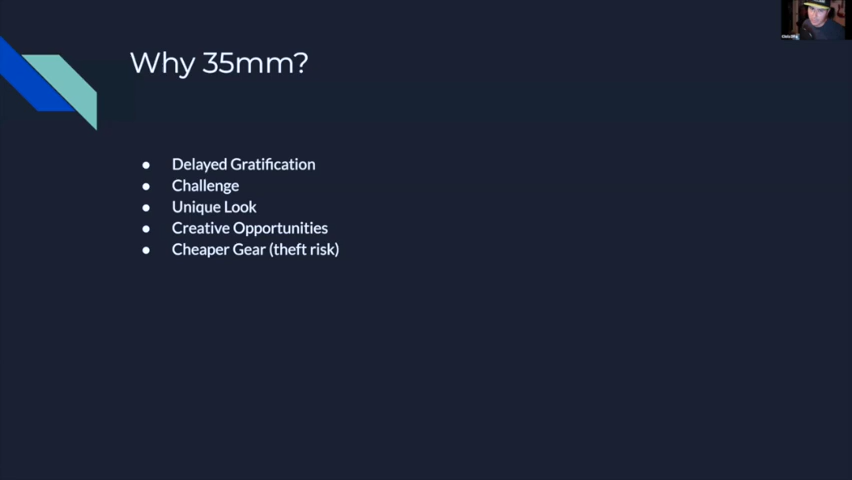 Why 35mm?
● Delayed Gratification
● Challenge
● Unique Look
● Creative Opportunities
● Cheaper Gear (theft risk)